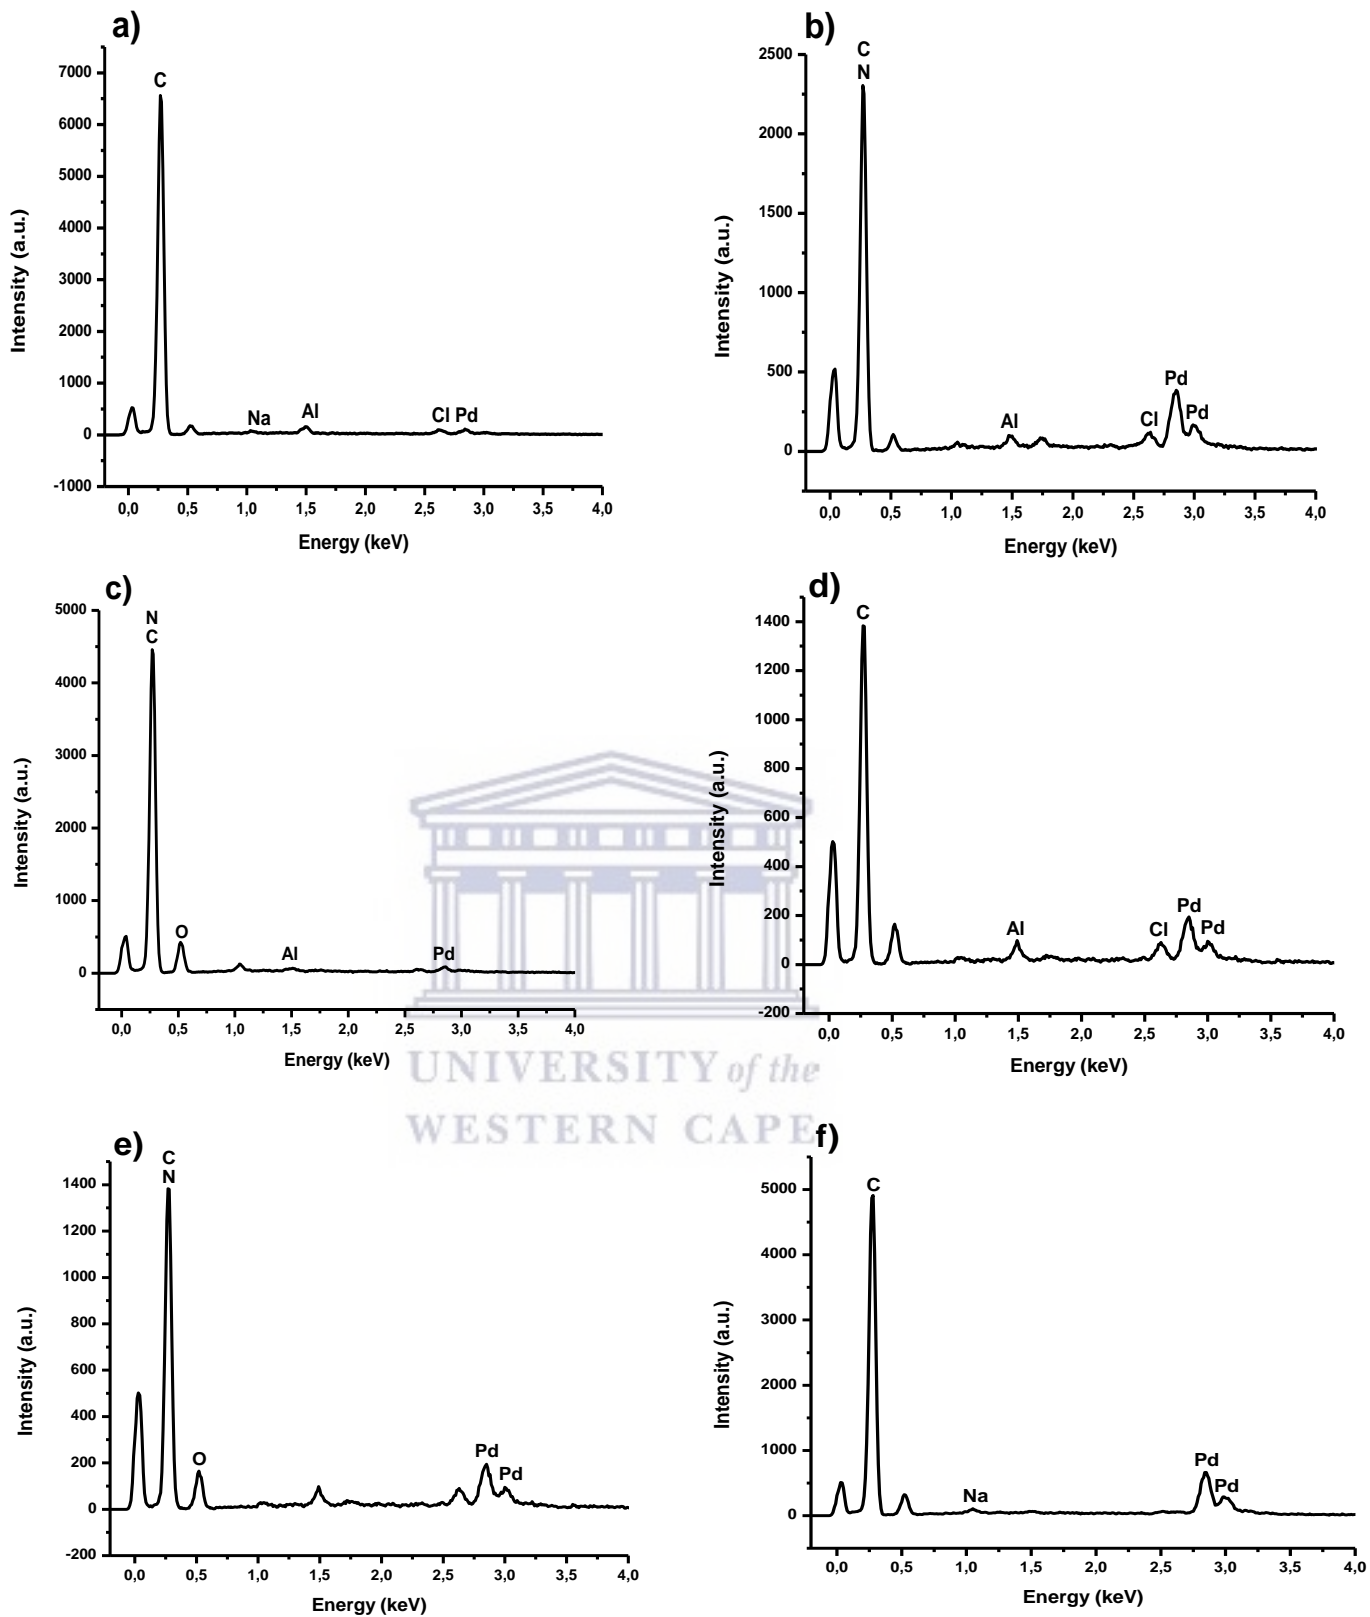 a)
C
7000
6000
5000
4000
3000
2000
1000
0
-1000
Na
Al
Cl Pd
0,0 0,5 1,0 1,5 2,0 2,5 3,0 3,5 4,0
Intensity (a.u.)
Energy (keV)
b)
C
N
2500
2000
1500
1000
500
0
Al
Cl
Pd
Pd
0,0 0,5 1,0 1,5 2,0 2,5 3,0 3,5 4,0
Intensity (a.u.)
Energy (keV)
c)
N
C
5000
4000
3000
2000
1000
0
O
Al
Pd
0,0 0,5 1,0 1,5 2,0 2,5 3,0 3,5 4,0
Intensity (a.u.)
Energy (keV)
d)
C
1400
1200
1000
800
600
400
200
0
-200
Al
Cl
Pd
Pd
0,0 0,5 1,0 1,5 2,0 2,5 3,0 3,5 4,0
Intensity (a.u.)
Energy (keV)
UNIVERSITY of the
WESTERN CAPE
e)
C
N
1400
1200
1000
800
600
400
200
0
-200
O
Pd
Pd
0,0 0,5 1,0 1,5 2,0 2,5 3,0 3,5 4,0
Intensity (a.u.)
Energy (keV)
f)
C
5000
4000
3000
2000
1000
0
Na
Pd
Pd
0,0 0,5 1,0 1,5 2,0 2,5 3,0 3,5 4,0
Intensity (a.u.)
Energy (keV)